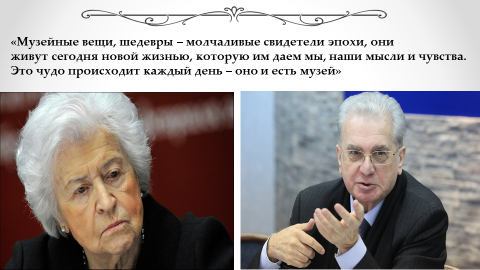 «Музейные вещи, шедевры – молчаливые свидетели эпохи, они
живут сегодня новой жизнью, которую им даем мы, наши мысли и чувства.
Это чудо происходит каждый день – оно и есть музей»